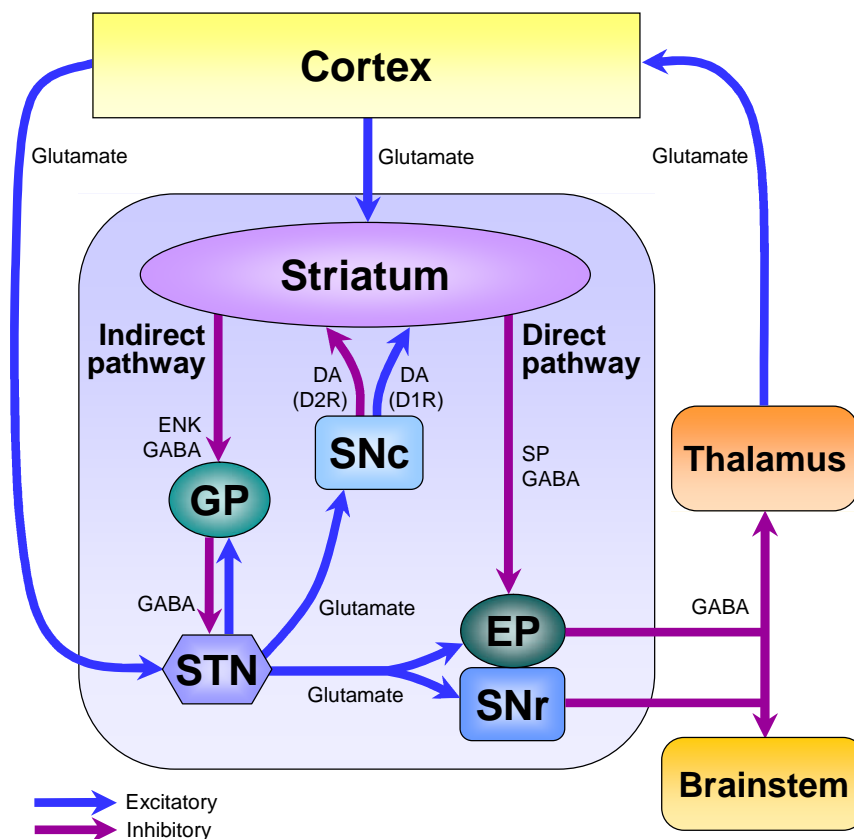 Cortex
Glutamate
Glutamate
Glutamate
Striatum
Indirect
pathway
Direct
pathway
DA
(D2R)
DA
(D1R)
ENK
GABA
SNc
SP
GABA
Thalamus
GP
GABA
Glutamate
GABA
EP
STN
Glutamate
SNr
Brainstem
Excitatory
Inhibitory